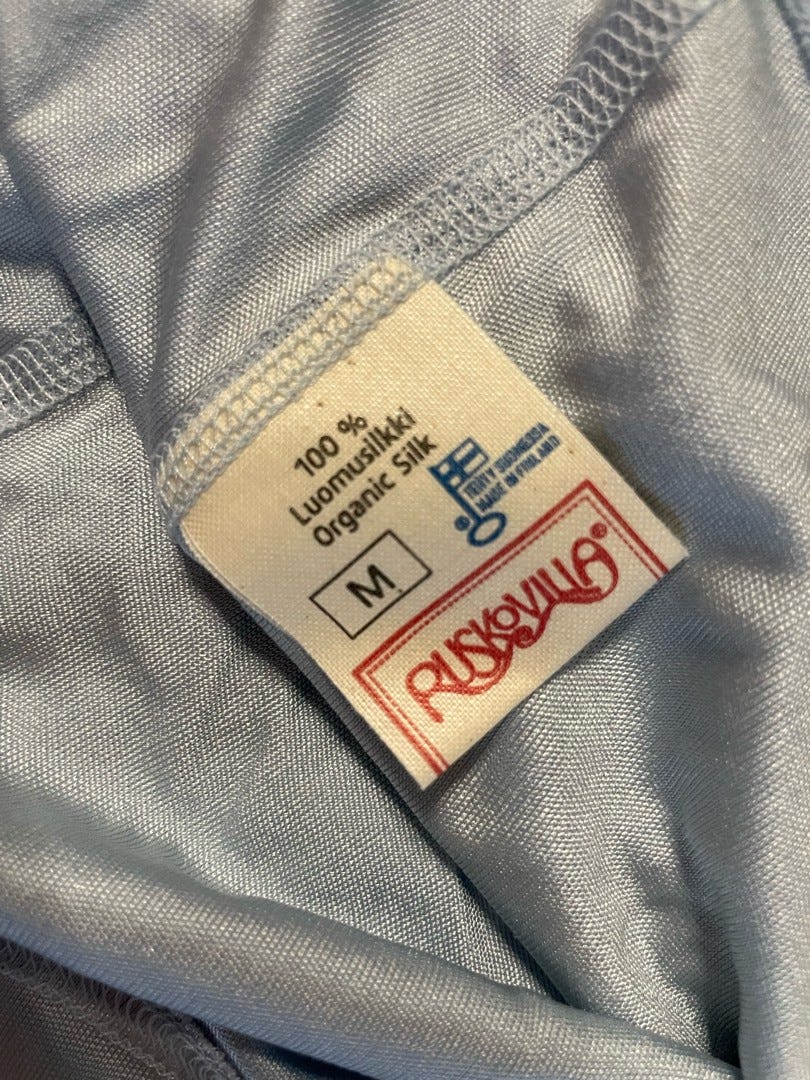 100 %
Luomusilkki
Organic Silk
TEHTY SUOMESSA
MADE IN FINLAND
®
M
RUSKOVILLA®